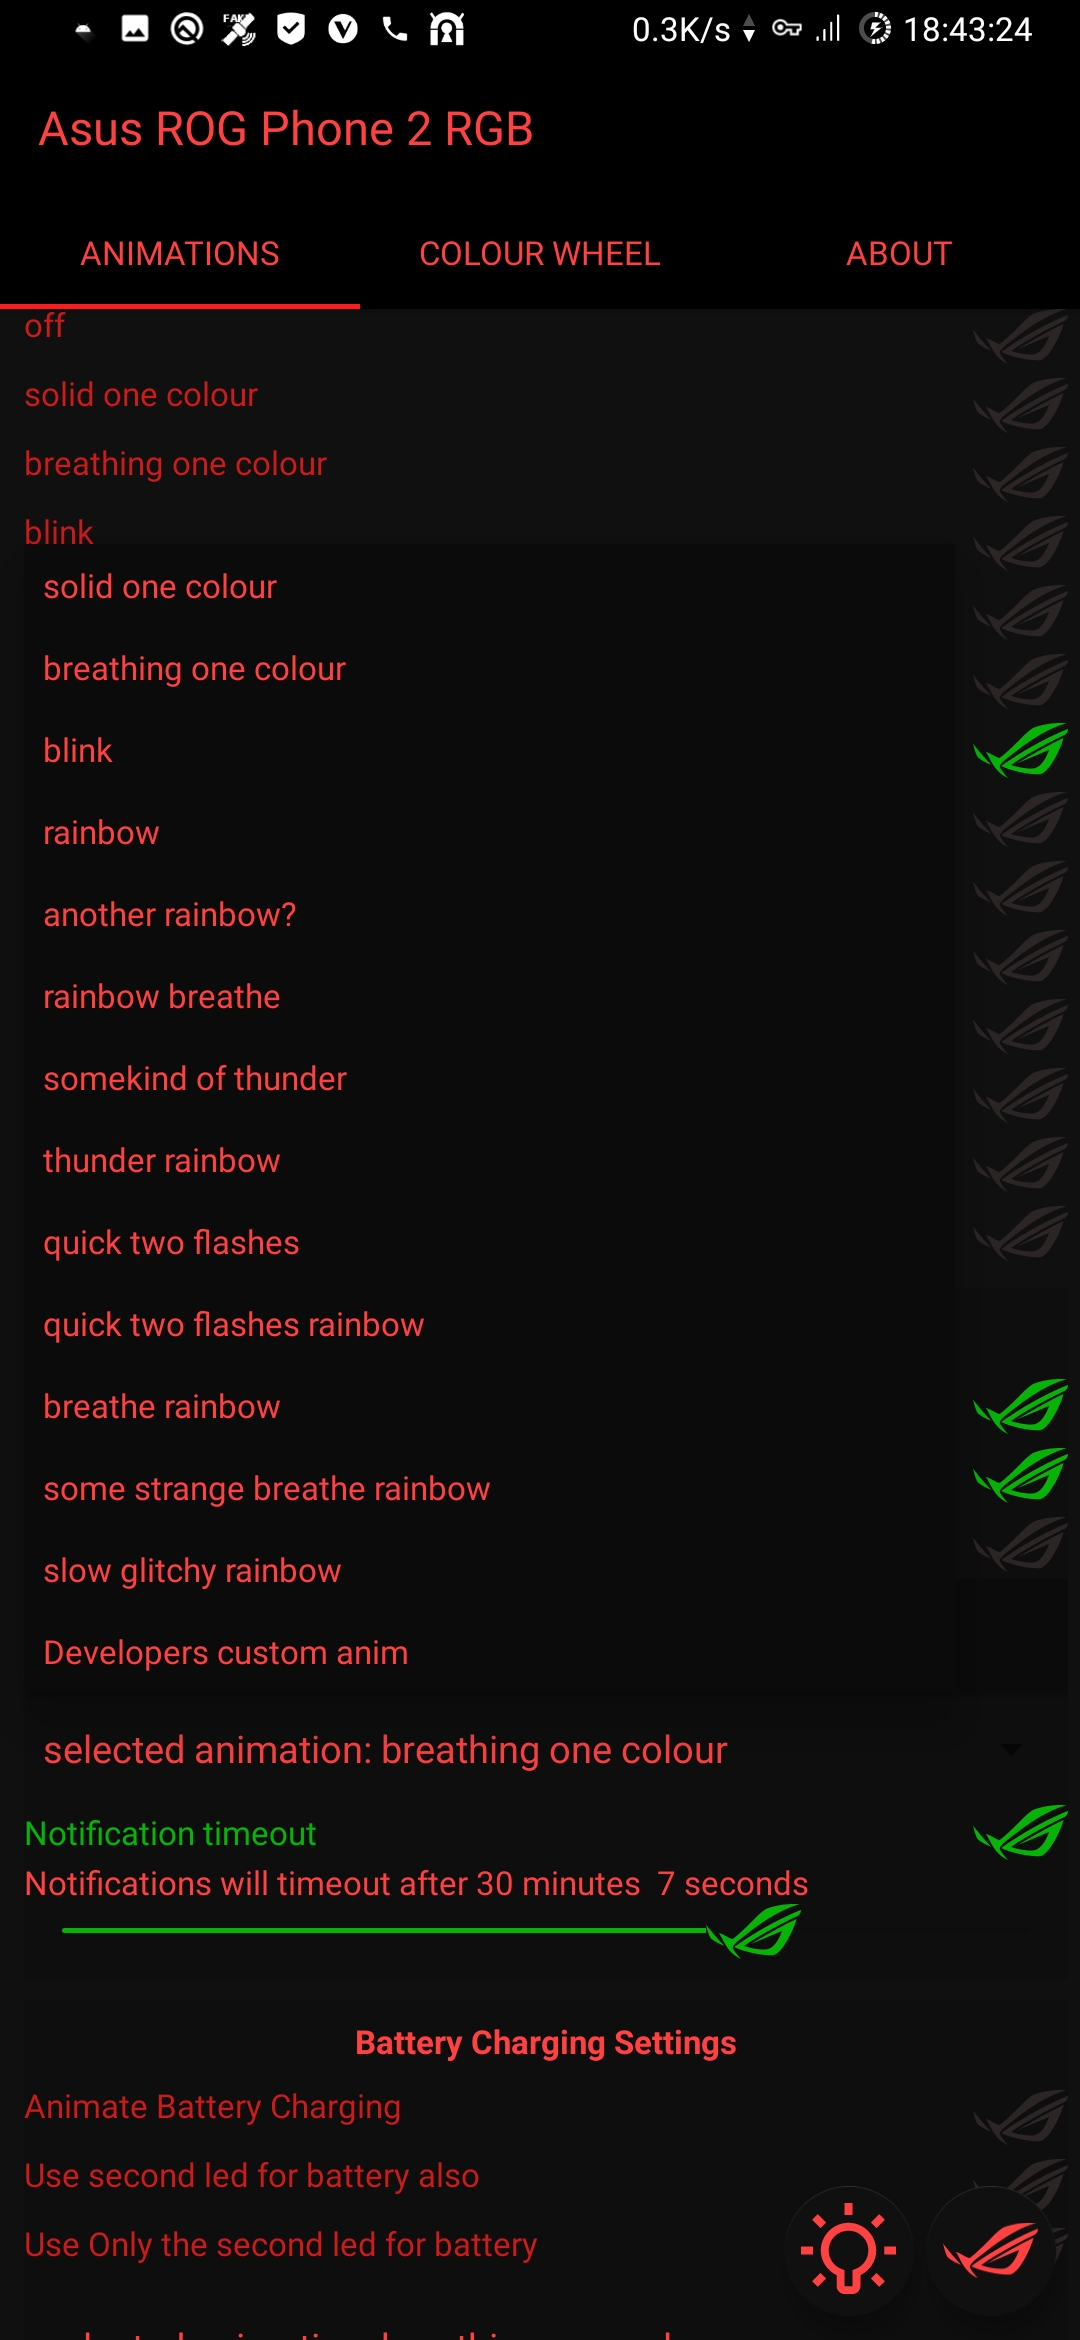 FAKE
0.3K/s
18:43:24
Asus ROG Phone 2 RGB
ANIMATIONS
COLOUR WHEEL
ABOUT
off
solid one colour
breathing one colour
blink
solid one colour
breathing one colour
blink
rainbow
another rainbow?
rainbow breathe
somekind of thunder
thunder rainbow
quick two flashes
quick two flashes rainbow
breathe rainbow
some strange breathe rainbow
slow glitchy rainbow
Developers custom anim
selected animation: breathing one colour
Notification timeout
Notifications will timeout after 30 minutes  7 seconds
Battery Charging Settings
Animate Battery Charging
Use second led for battery also
Use Only the second led for battery